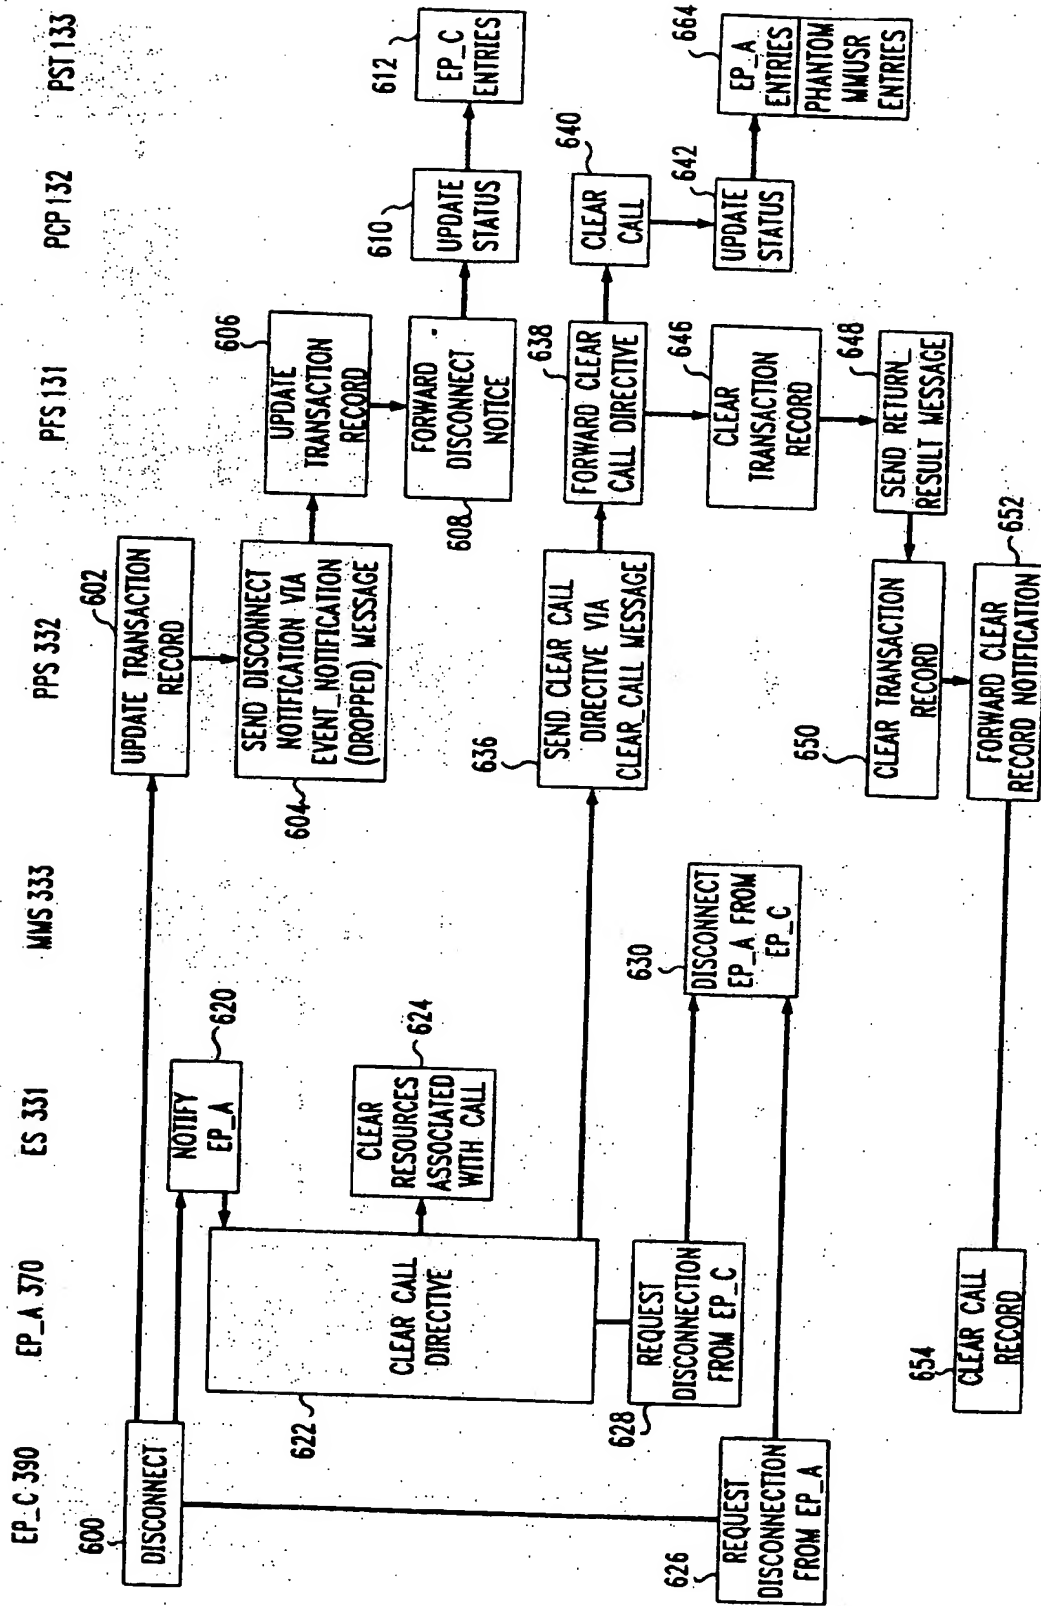 EP_C 390
EP_A 370
ES 331
MMS 333
PPS 332
PFS 131
PCP 132
PST 133
600
DISCONNECT
602
UPDATE TRANSACTION
RECORD
620
NOTIFY
EP_A
604
SEND DISCONNECT
NOTIFICATION VIA
EVENT_NOTIFICATION
(DROPPED) MESSAGE
606
UPDATE
TRANSACTION
RECORD
608
FORWARD
DISCONNECT
NOTICE
610
UPDATE
STATUS
612
EP_C
ENTRIES
622
CLEAR CALL
DIRECTIVE
624
CLEAR
RESOURCES
ASSOCIATED
WITH CALL
636
SEND CLEAR CALL
DIRECTIVE VIA
CLEAR_CALL MESSAGE
638
FORWARD CLEAR
CALL DIRECTIVE
640
CLEAR
CALL
642
UPDATE
STATUS
664
EP_A
ENTRIES
PHANTOM
MMUSR
ENTRIES
628
REQUEST
DISCONNECTION
FROM EP_C
630
DISCONNECT
EP_A FROM
EP_C
626
REQUEST
DISCONNECTION
FROM EP_A
646
CLEAR
TRANSACTION
RECORD
648
SEND RETURN_
RESULT MESSAGE
650
CLEAR TRANSACTION
RECORD
652
FORWARD CLEAR
RECORD NOTIFICATION
654
CLEAR CALL
RECORD